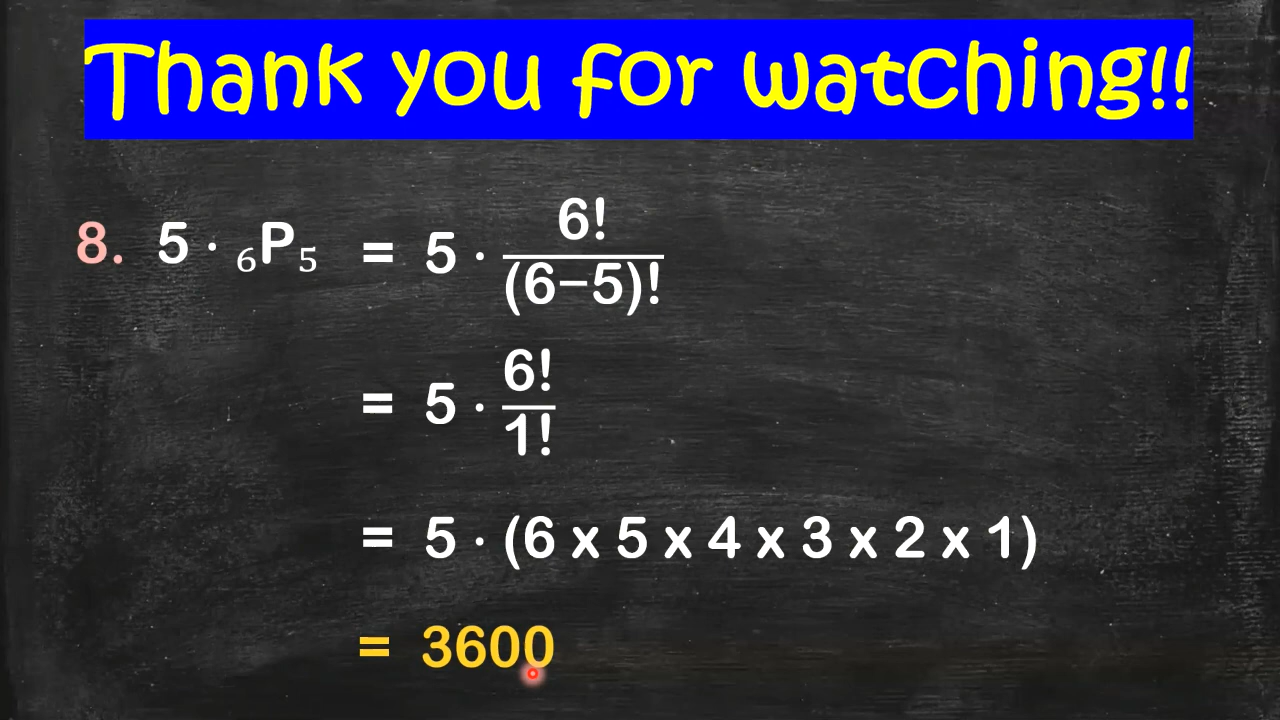 Thank you for watching!!
8. 5 · ₆P₅ = 5 · 6!/(6−5)!
= 5 · 6!/1!
= 5 · (6 x 5 x 4 x 3 x 2 x 1)
= 3600